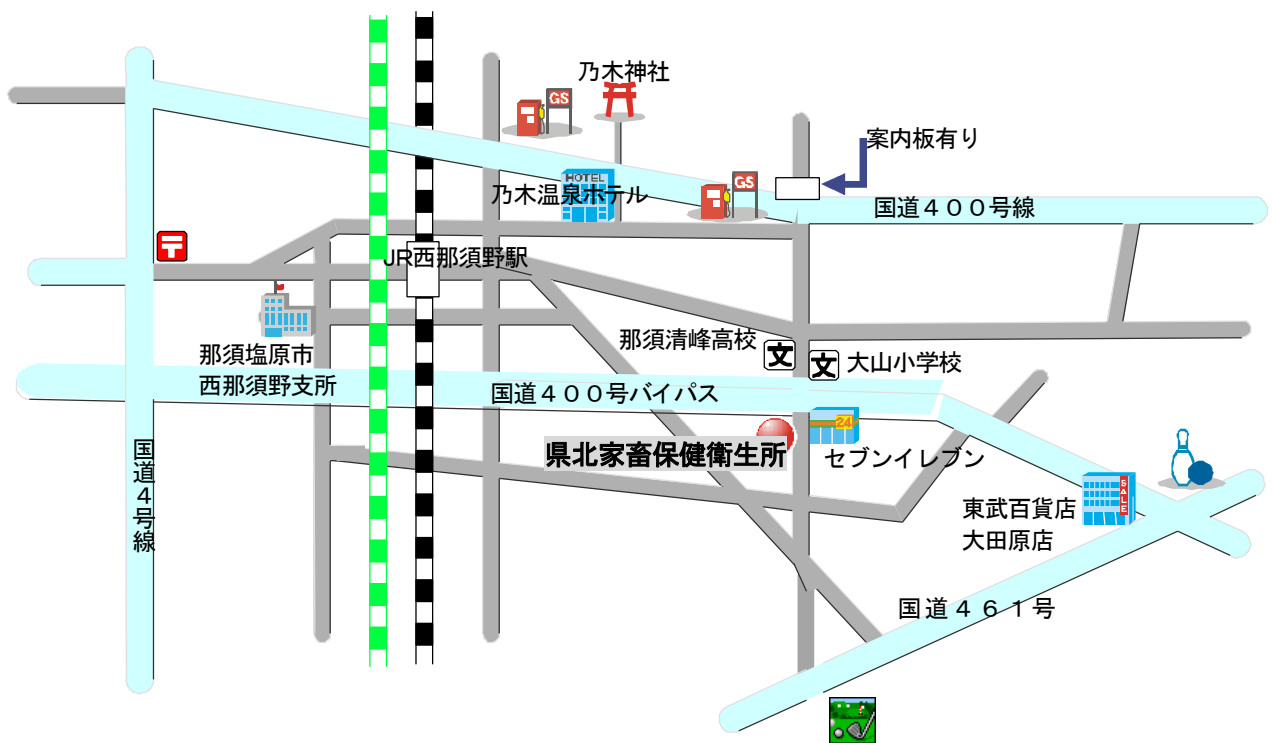 乃木神社
GS
案内板有り
GS
HOTEL
乃木温泉ホテル
国道４００号線
〒
JR西那須野駅
那須清峰高校
文
文
大山小学校
那須塩原市
西那須野支所
国道４００号バイパス
24
県北家畜保健衛生所
セブンイレブン
国道４号線
SALE
東武百貨店
大田原店
国道４６１号